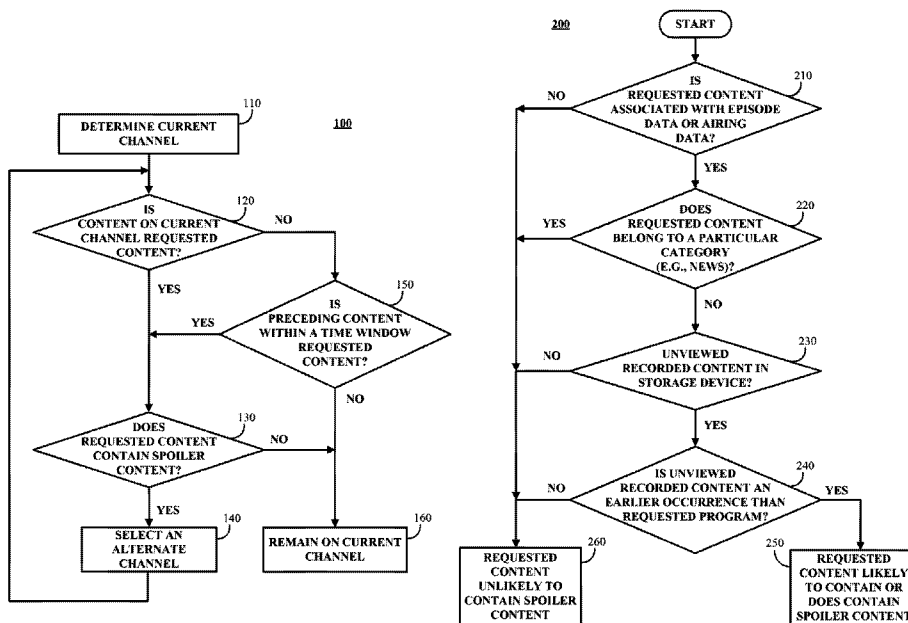 110
DETERMINE CURRENT
CHANNEL
100
120
IS
CONTENT ON CURRENT
CHANNEL REQUESTED
CONTENT?
NO
YES
150
IS
PRECEDING CONTENT
WITHIN A TIME WINDOW
REQUESTED
CONTENT?
YES
NO
130
DOES
REQUESTED CONTENT
CONTAIN SPOILER
CONTENT?
NO
YES
140
SELECT AN
ALTERNATE CHANNEL
160
REMAIN ON CURRENT
CHANNEL
200
START
210
IS
REQUESTED CONTENT
ASSOCIATED WITH EPISODE
DATA OR AIRING
DATA?
NO
YES
220
DOES
REQUESTED CONTENT
BELONG TO A PARTICULAR
CATEGORY
(E.G., NEWS)?
YES
NO
230
UNVIEWED
RECORDED CONTENT IN
STORAGE DEVICE?
NO
YES
240
IS UNVIEWED
RECORDED CONTENT AN
EARLIER OCCURRENCE THAN
REQUESTED PROGRAM?
NO
YES
260
REQUESTED
CONTENT
UNLIKELY TO
CONTAIN SPOILER
CONTENT
250
REQUESTED
CONTENT LIKELY
TO CONTAIN OR
DOES CONTAIN
SPOILER CONTENT